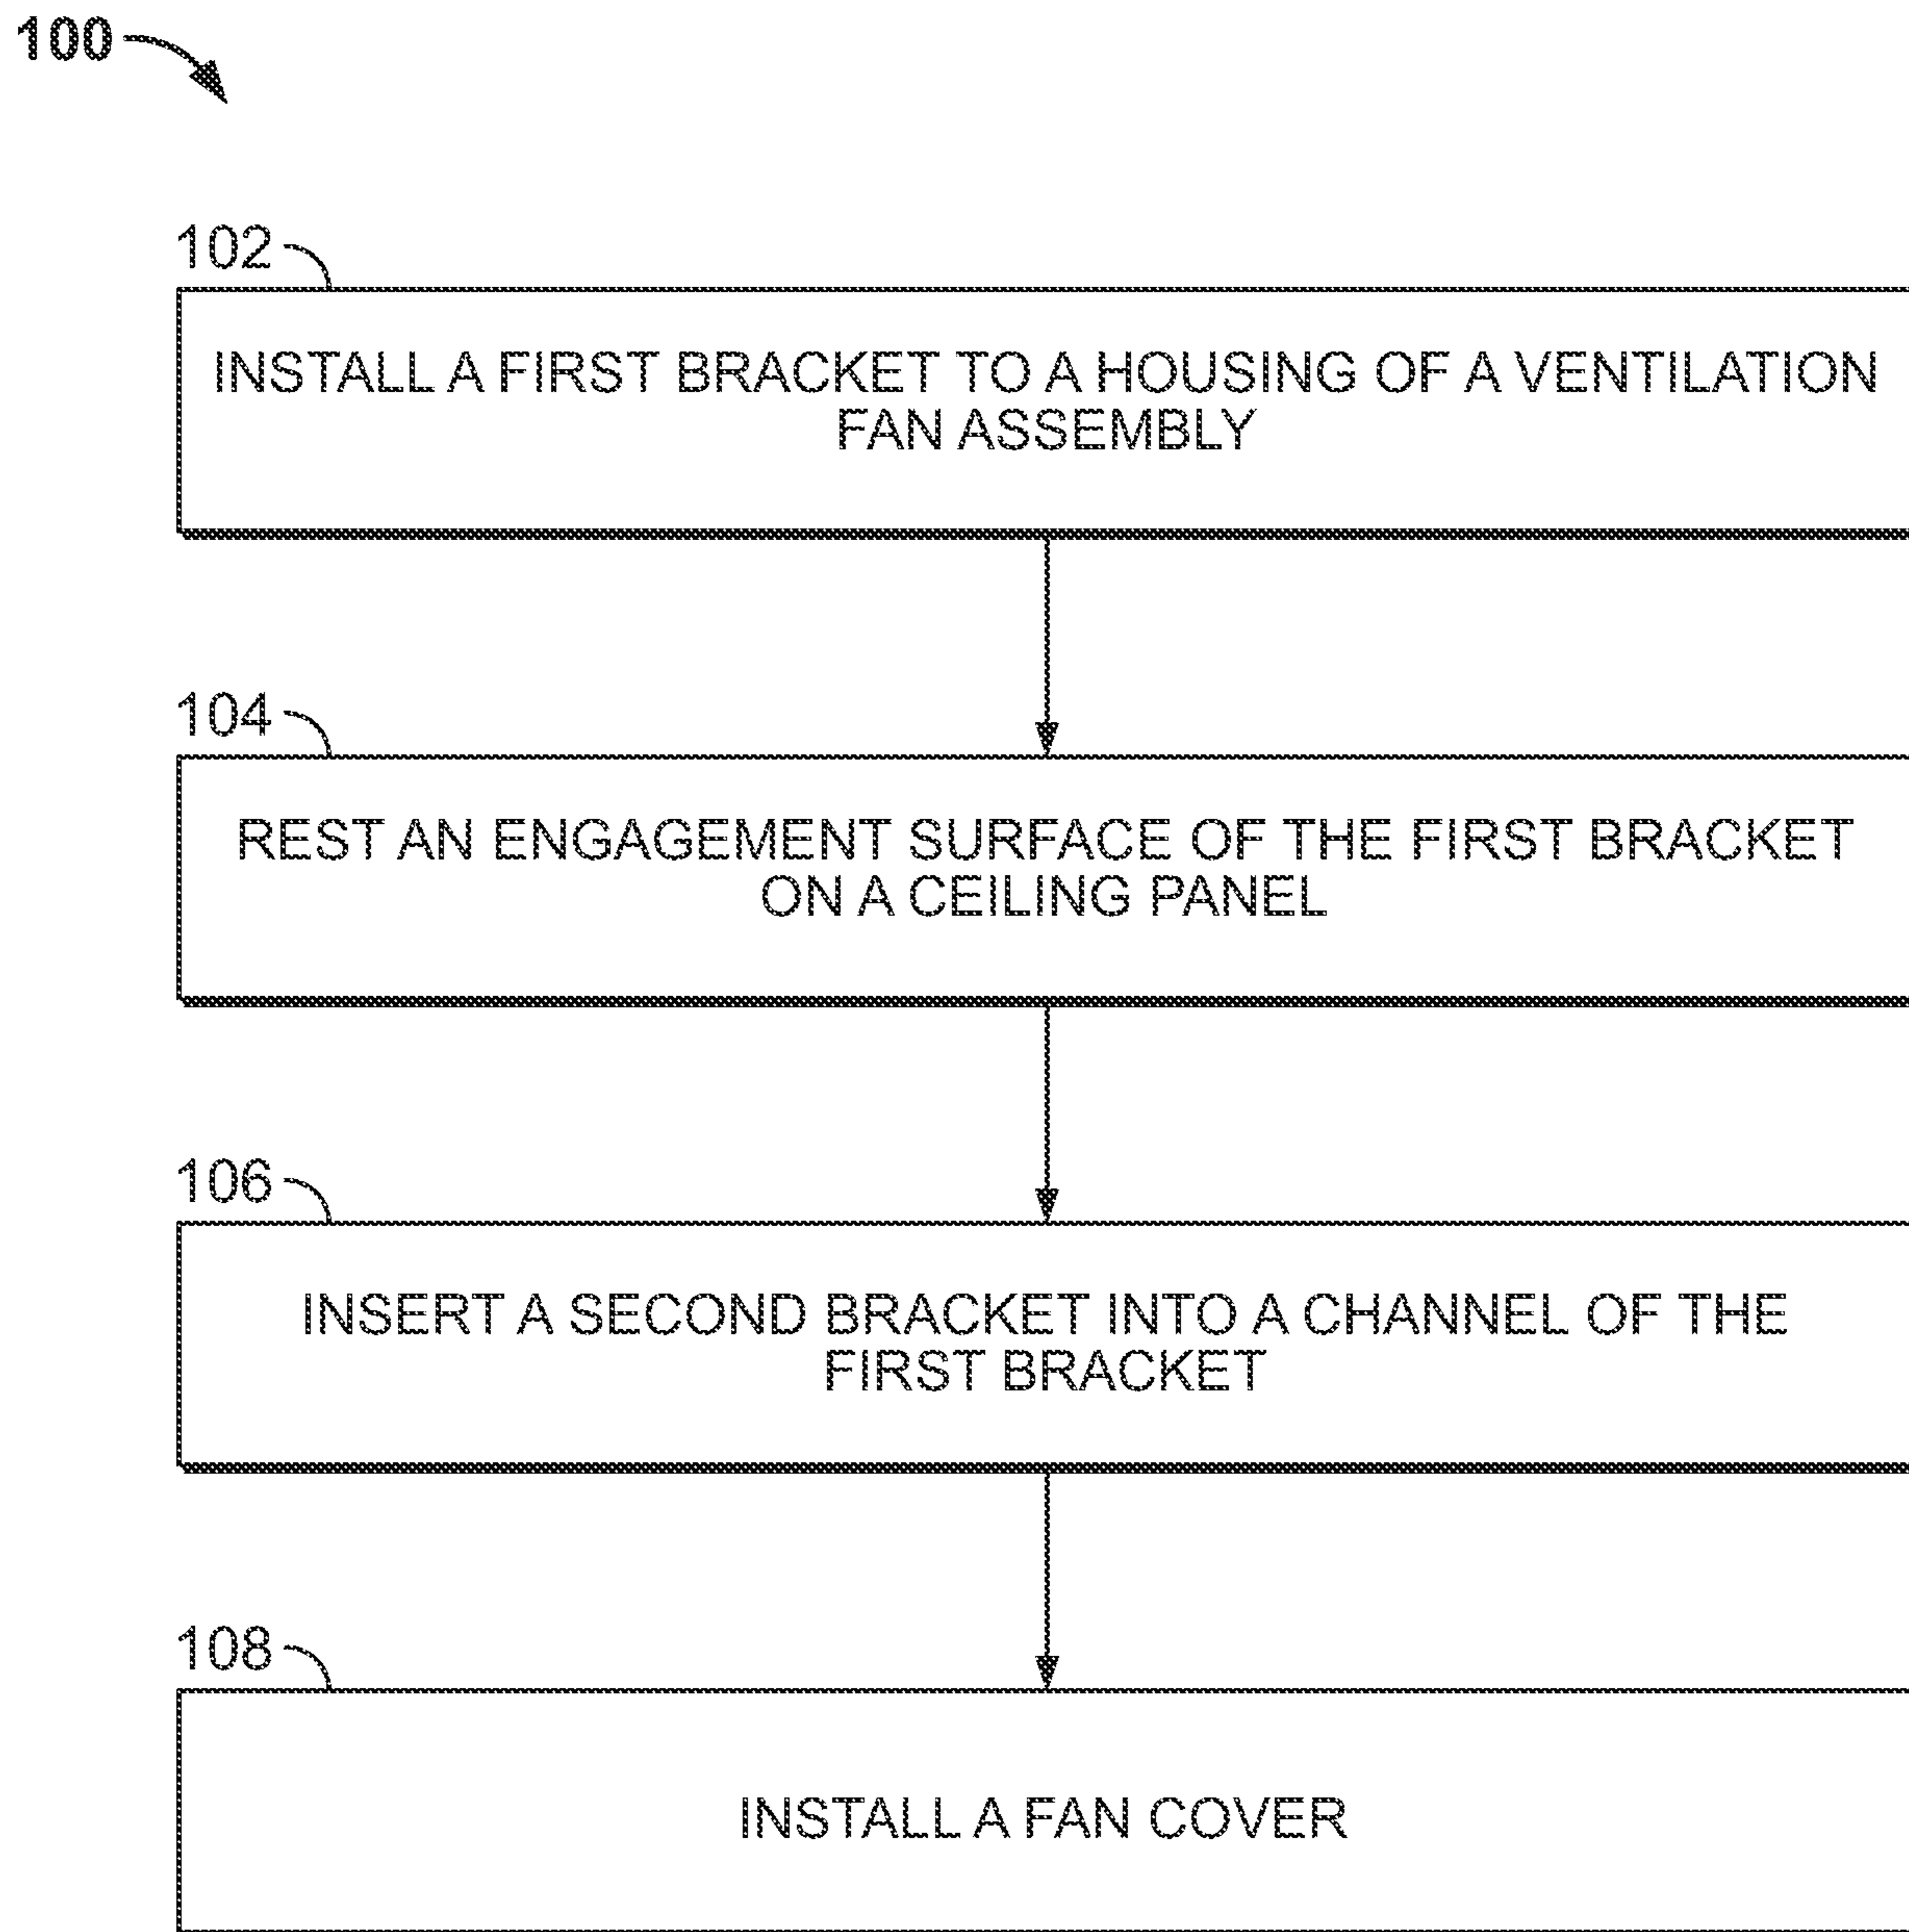 100
102
INSTALL A FIRST BRACKET TO A HOUSING OF A VENTILATION
FAN ASSEMBLY
104
REST AN ENGAGEMENT SURFACE OF THE FIRST BRACKET
ON A CEILING PANEL
106
INSERT A SECOND BRACKET INTO A CHANNEL OF THE
FIRST BRACKET
108
INSTALL A FAN COVER